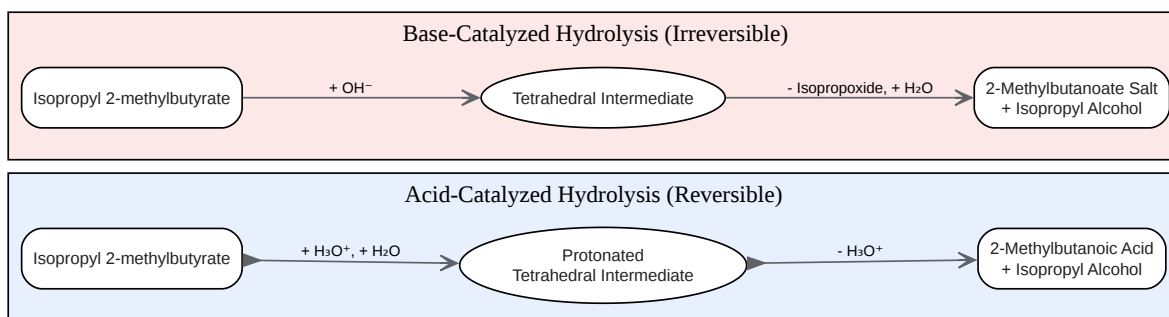 Base-Catalyzed Hydrolysis (Irreversible)
Isopropyl 2-methylbutyrate
+ OH⁻
Tetrahedral Intermediate
- Isopropoxide, + H₂O
2-Methylbutanoate Salt
+ Isopropyl Alcohol
Acid-Catalyzed Hydrolysis (Reversible)
Isopropyl 2-methylbutyrate
+ H₃O⁺, + H₂O
Protonated
Tetrahedral Intermediate
- H₃O⁺
2-Methylbutanoic Acid
+ Isopropyl Alcohol